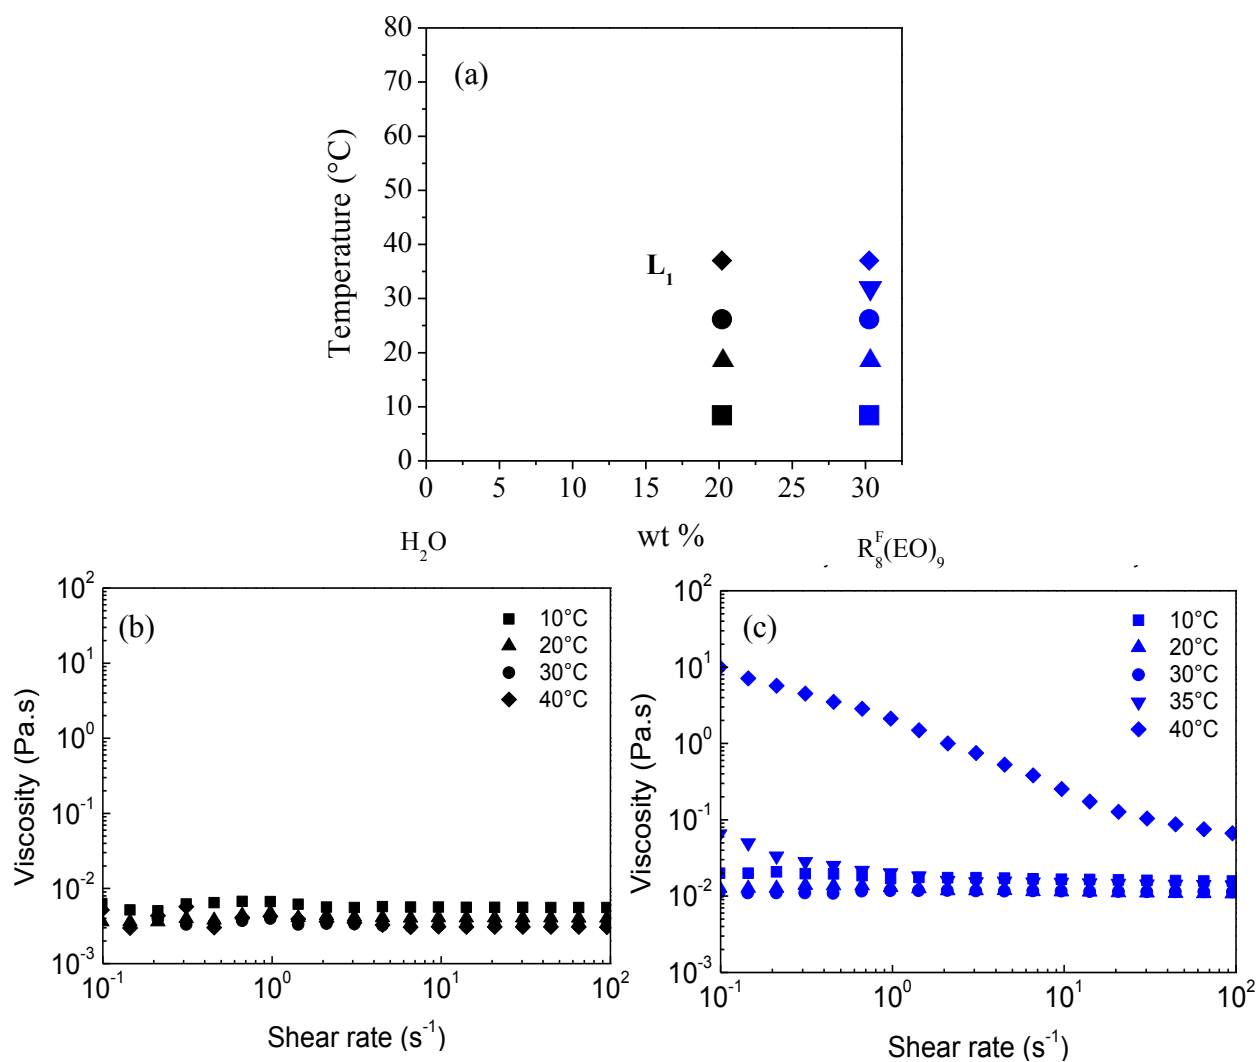 (a)
Temperature (°C)
80
70
60
50
40
30
20
10
0
L₁
0 5 10 15 20 25 30
H₂O wt % R₈ᶠ(EO)₉
(b)
Viscosity (Pa.s)
10²
10¹
10⁰
10⁻¹
10⁻²
10⁻³
10°C
20°C
30°C
40°C
10⁻¹ 10⁰ 10¹ 10²
Shear rate (s⁻¹)
(c)
Viscosity (Pa.s)
10²
10¹
10⁰
10⁻¹
10⁻²
10⁻³
10°C
20°C
30°C
35°C
40°C
10⁻¹ 10⁰ 10¹ 10²
Shear rate (s⁻¹)